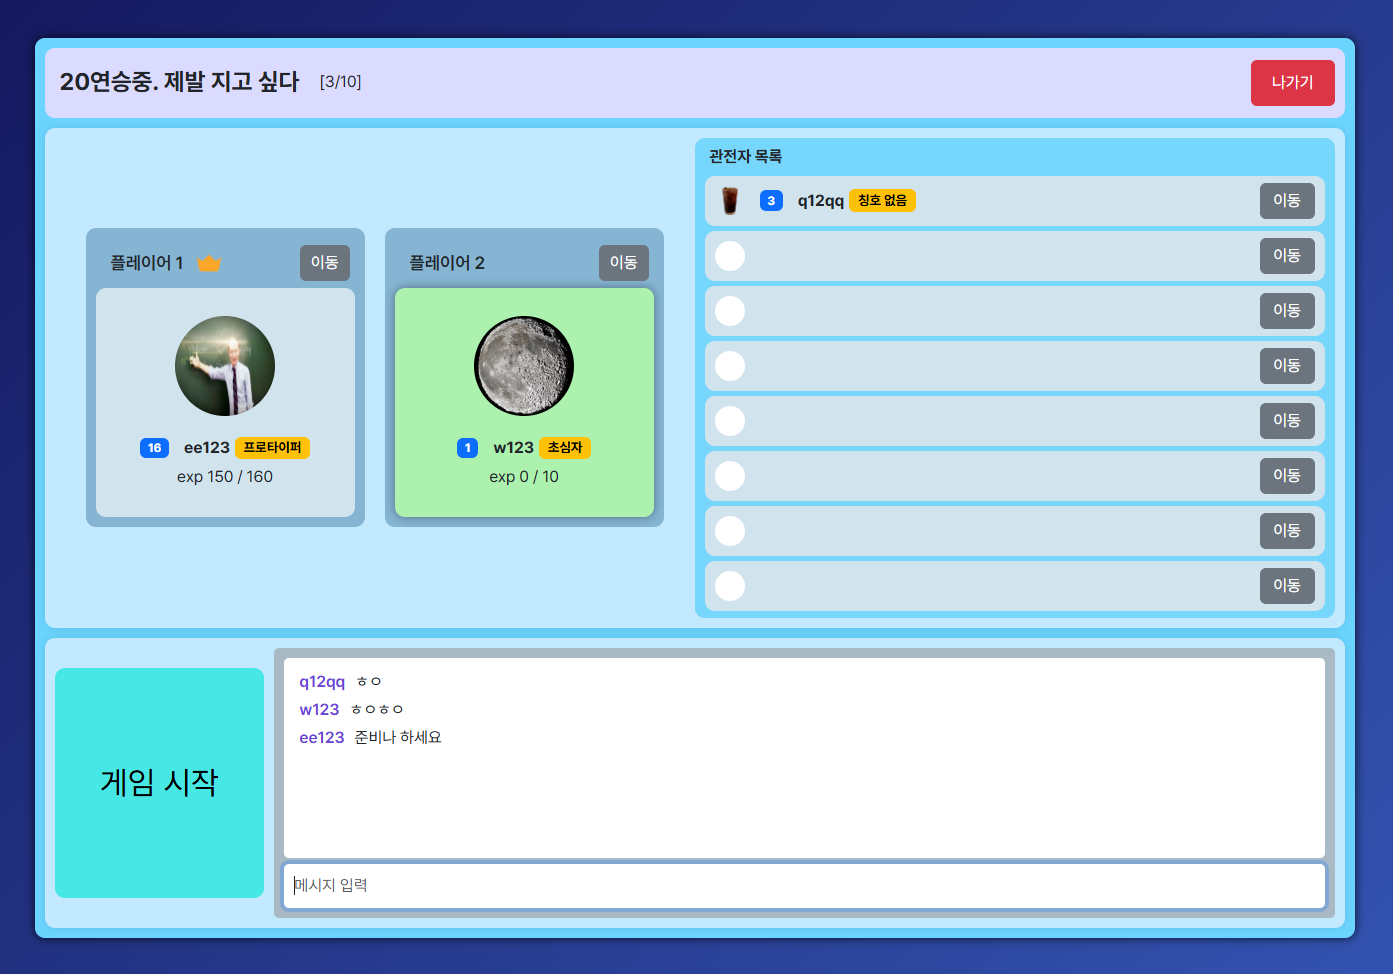 20연승중. 제발 지고 싶다 [3/10]
나가기
플레이어 1
이동
16 ee123 프로타이퍼
exp 150 / 160
플레이어 2
이동
1 w123 초심자
exp 0 / 10
관전자 목록
3 q12qq 칭호 없음 이동
이동
이동
이동
이동
이동
이동
이동
게임 시작
q12qq ㅎㅇ
w123 ㅎㅇㅎㅇ
ee123 준비나 하세요
메시지 입력